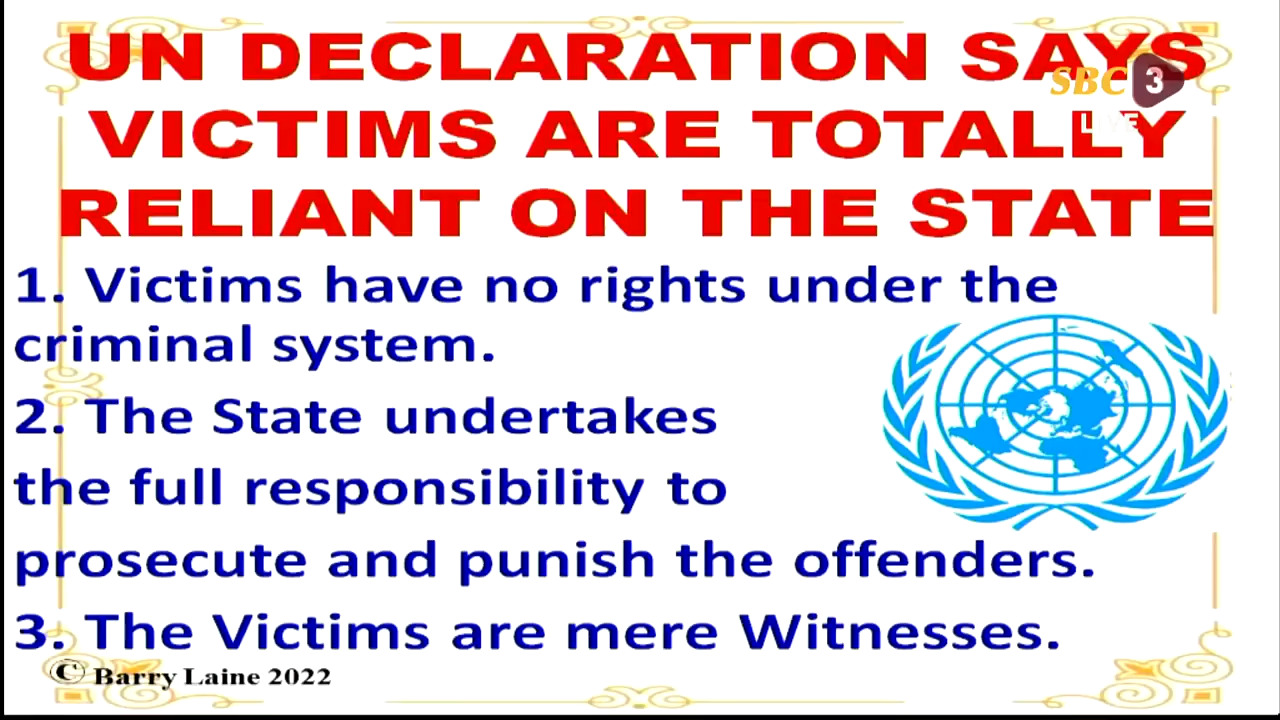 UN DECLARATION SAYS
SBC 3
LIVE
VICTIMS ARE TOTALLY
RELIANT ON THE STATE
1. Victims have no rights under the
criminal system.
2. The State undertakes
the full responsibility to
prosecute and punish the offenders.
3. The Victims are mere Witnesses.
© Barry Laine 2022